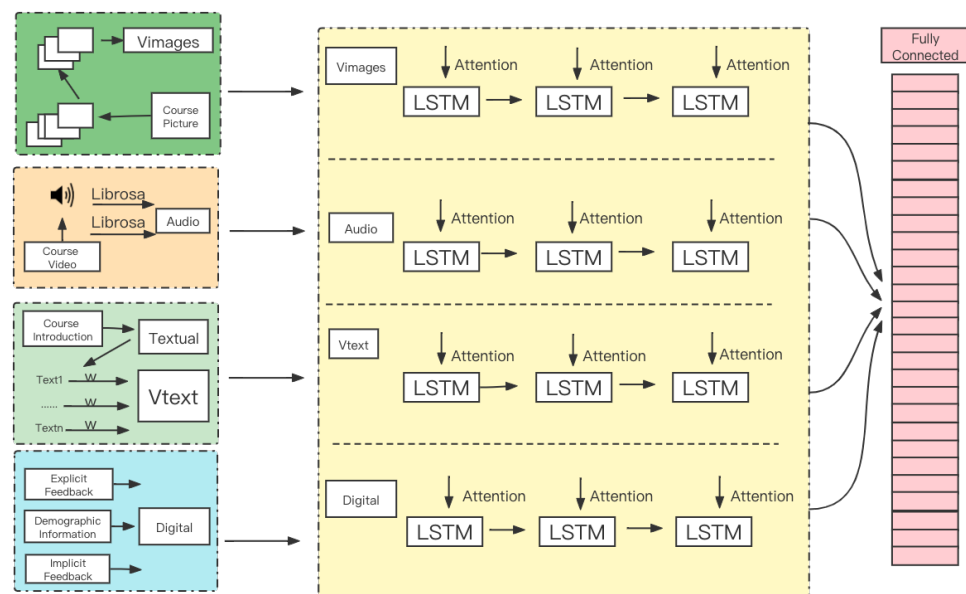 Vimages
Course
Picture
Librosa
Librosa
Audio
Course
Video
Course
Introduction
Textual
Text1
W
Vtext
......
W
Textn
W
Explicit
Feedback
Demographic
Information
Digital
Implicit
Feedback
Vimages
Attention
Attention
Attention
LSTM
LSTM
LSTM
Audio
Attention
Attention
Attention
LSTM
LSTM
LSTM
Vtext
Attention
Attention
Attention
LSTM
LSTM
LSTM
Digital
Attention
Attention
Attention
LSTM
LSTM
LSTM
Fully
Connected